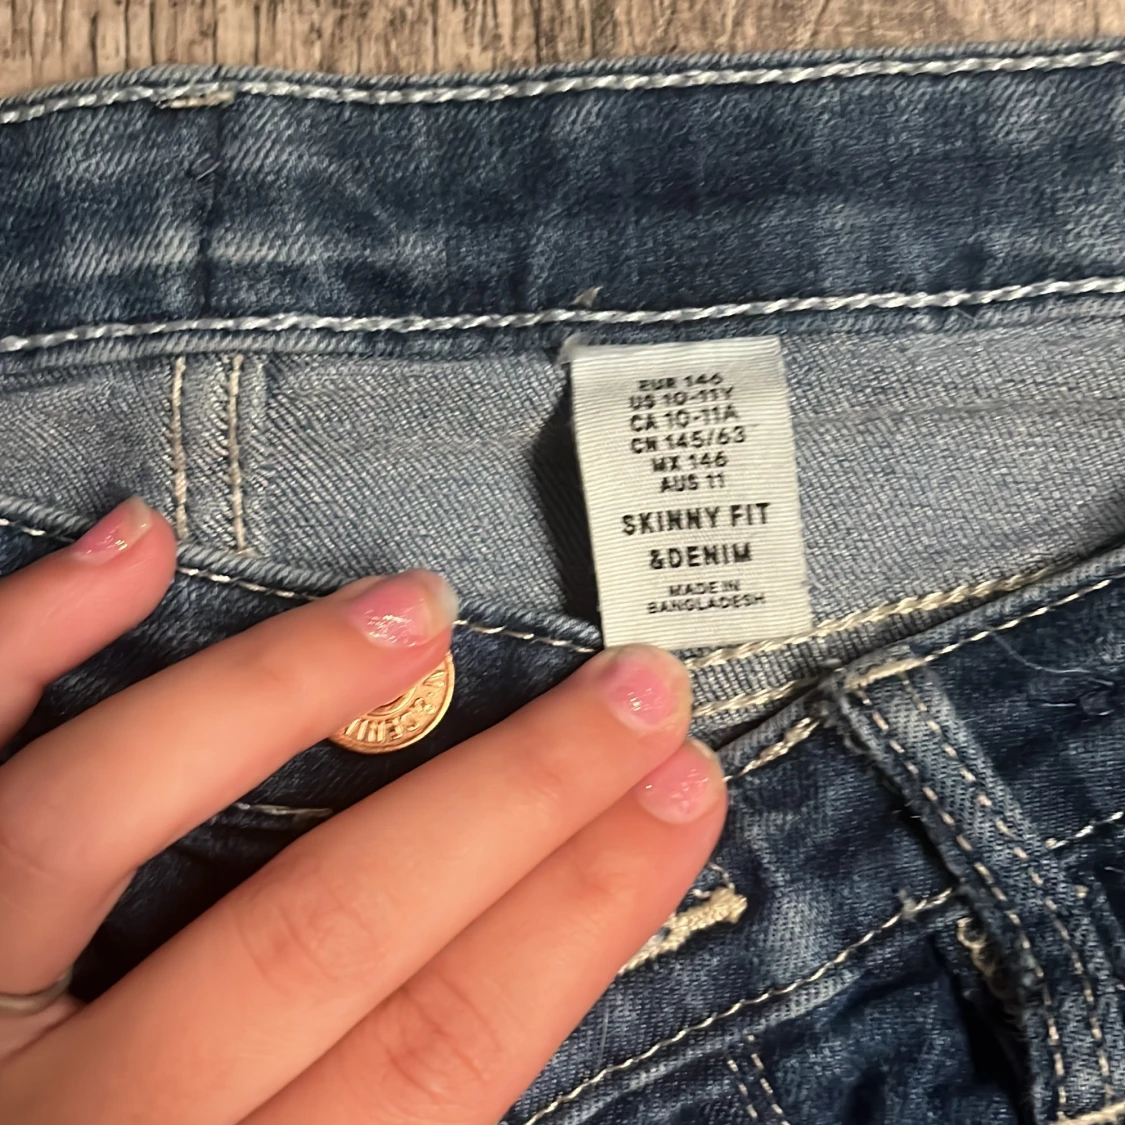 EUR 146
US 10-11Y
CA 10-11A
CN 145/63
MX 146
AUS 11
SKINNY FIT
&DENIM
MADE IN
BANGLADESH